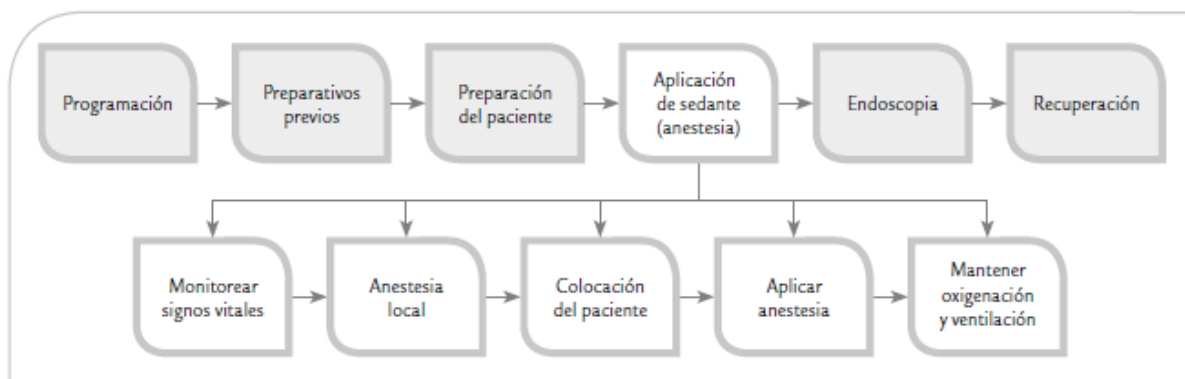 Programación
Preparativos
previos
Preparación
del paciente
Aplicación
de sedante
(anestesia)
Endoscopia
Recuperación
Monitorear
signos vitales
Anestesia
local
Colocación
del paciente
Aplicar
anestesia
Mantener
oxigenación
y ventilación